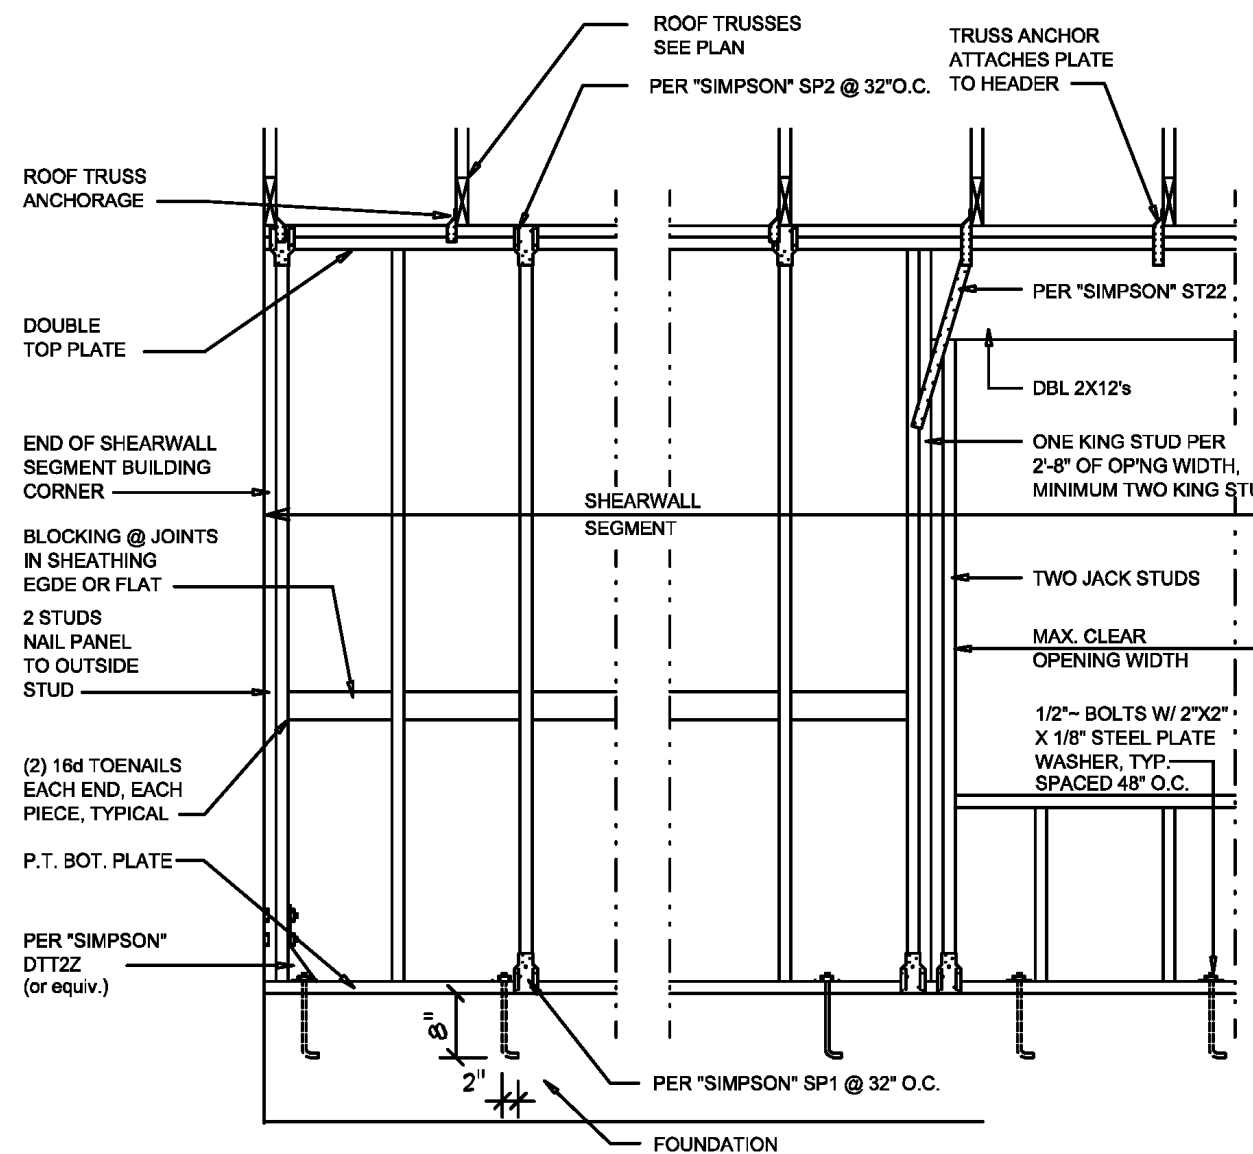 ROOF TRUSSES
SEE PLAN
TRUSS ANCHOR
ATTACHES PLATE
TO HEADER
PER "SIMPSON" SP2 @ 32"O.C.
ROOF TRUSS
ANCHORAGE
PER "SIMPSON" ST22
DOUBLE
TOP PLATE
DBL 2X12's
END OF SHEARWALL
SEGMENT BUILDING
CORNER
ONE KING STUD PER
2'-8" OF OP'NG WIDTH,
MINIMUM TWO KING STU
SHEARWALL
SEGMENT
BLOCKING @ JOINTS
IN SHEATHING
EGDE OR FLAT
TWO JACK STUDS
2 STUDS
NAIL PANEL
TO OUTSIDE
STUD
MAX. CLEAR
OPENING WIDTH
1/2"~ BOLTS W/ 2"X2"
X 1/8" STEEL PLATE
WASHER, TYP.
SPACED 48" O.C.
(2) 16d TOENAILS
EACH END, EACH
PIECE, TYPICAL
P.T. BOT. PLATE
PER "SIMPSON"
DTT2Z
(or equiv.)
8"
2"
PER "SIMPSON" SP1 @ 32" O.C.
FOUNDATION